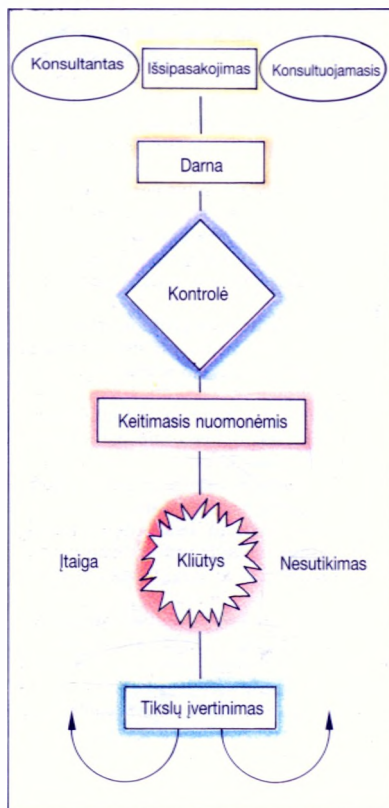 Konsultantas
Išsipasakojimas
Konsultuojamasis
Darna
Kontrolė
Keitimasis nuomonėmis
Įtaiga
Kliūtys
Nesutikimas
Tikslų įvertinimas